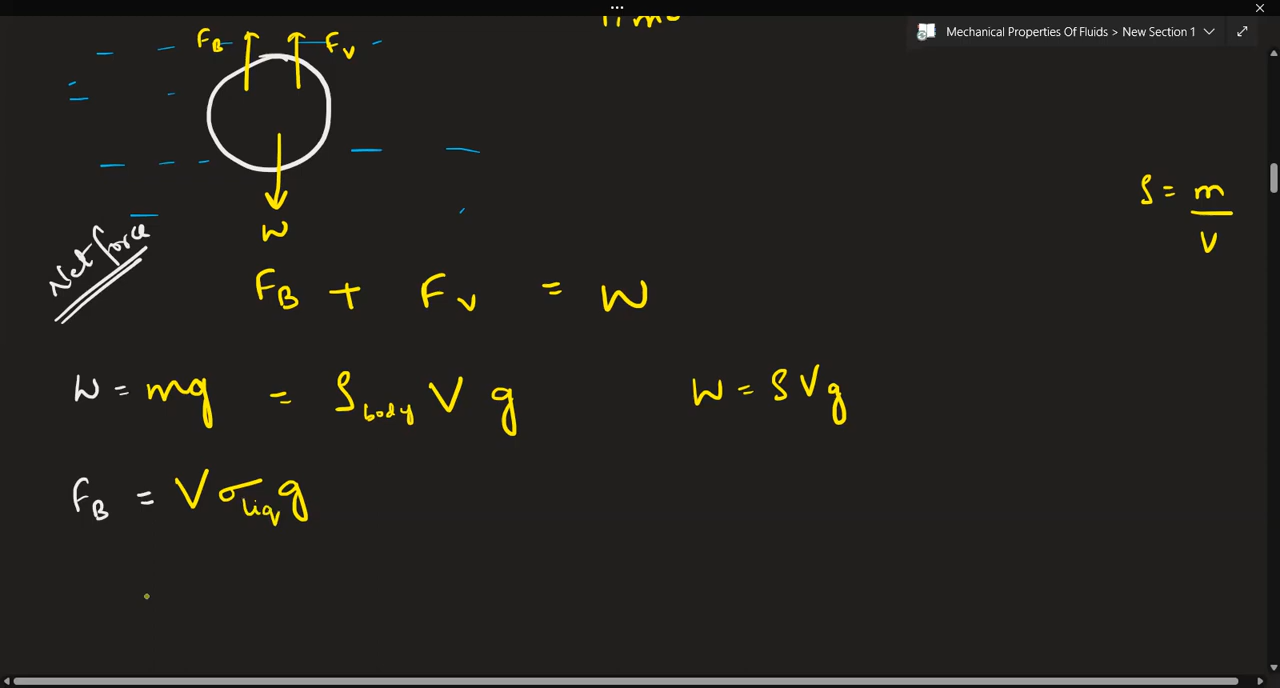 Mechanical Properties Of Fluids > New Section 1
F_B F_V
W
ρ = m / V
Net force
F_B + F_V = W
W = mg = ρ_body V g
W = ρVg
F_B = V σ_liq g